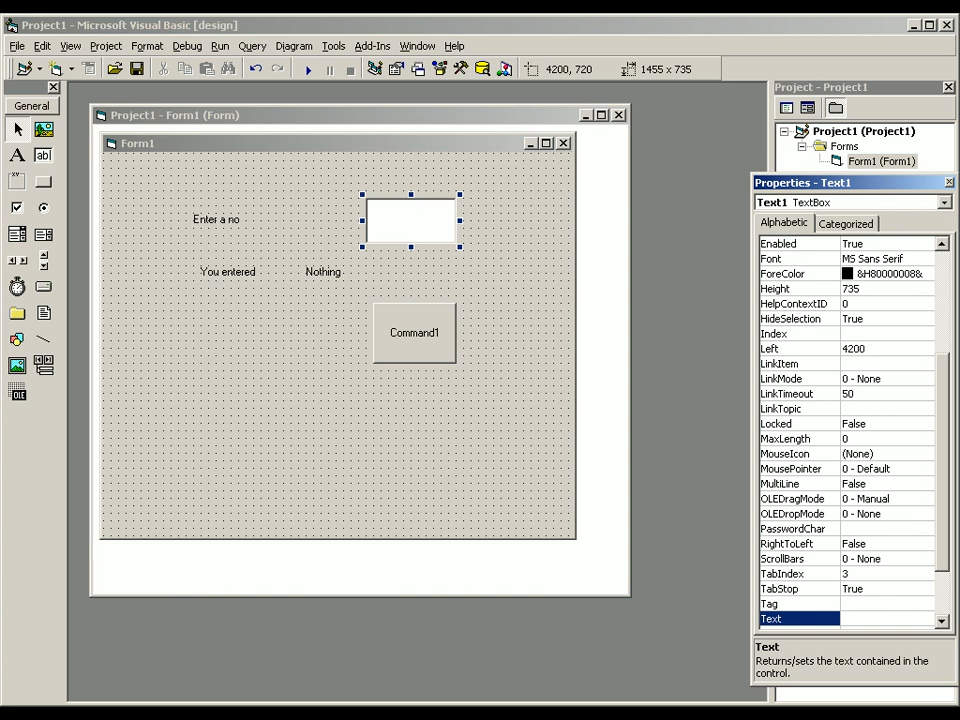 Project1 - Microsoft Visual Basic [design]
File Edit View Project Format Debug Run Query Diagram Tools Add-Ins Window Help
4200, 720 1455 x 735
General
A
ab|
xv
OLE
Project1 - Form1 (Form)
Form1
Enter a no
You entered Nothing
Command1
Project - Project1
Project1 (Project1)
Forms
Form1 (Form1)
Properties - Text1
Text1 TextBox
Alphabetic Categorized
Enabled True
Font MS Sans Serif
ForeColor &H80000008&
Height 735
HelpContextID 0
HideSelection True
Index
Left 4200
LinkItem
LinkMode 0 - None
LinkTimeout 50
LinkTopic
Locked False
MaxLength 0
MouseIcon (None)
MousePointer 0 - Default
MultiLine False
OLEDragMode 0 - Manual
OLEDropMode 0 - None
PasswordChar
RightToLeft False
ScrollBars 0 - None
TabIndex 3
TabStop True
Tag
Text
Text
Returns/sets the text contained in the
control.